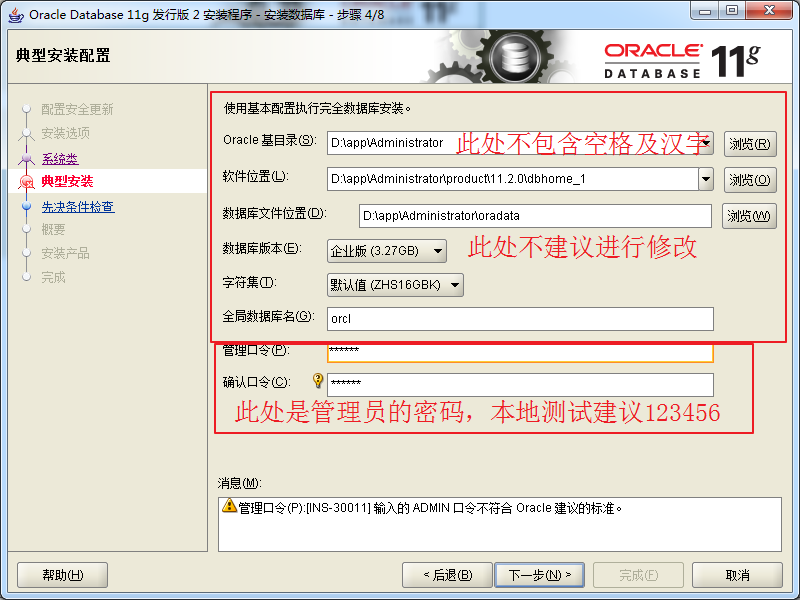 Oracle Database 11g 发行版 2 安装程序 - 安装数据库 - 步骤 4/8
典型安装配置
ORACLE
DATABASE 11g
配置安全更新
安装选项
系统类
典型安装
先决条件检查
概要
安装产品
完成
使用基本配置执行完全数据库安装。
Oracle 基目录(S): D:\app\Administrator 此处不包含空格及汉字 浏览(R)
软件位置(L): D:\app\Administrator\product\11.2.0\dbhome_1 浏览(O)
数据库文件位置(D): D:\app\Administrator\oradata 浏览(W)
数据库版本(E): 企业版 (3.27GB) 此处不建议进行修改
字符集(T): 默认值 (ZHS16GBK)
全局数据库名(G): orcl
管理口令(P): ******
确认口令(C): ******
此处是管理员的密码，本地测试建议123456
消息(M):
管理口令(P):[INS-30011] 输入的 ADMIN 口令不符合 Oracle 建议的标准。
帮助(H) < 后退(B) 下一步(N) > 完成(F) 取消